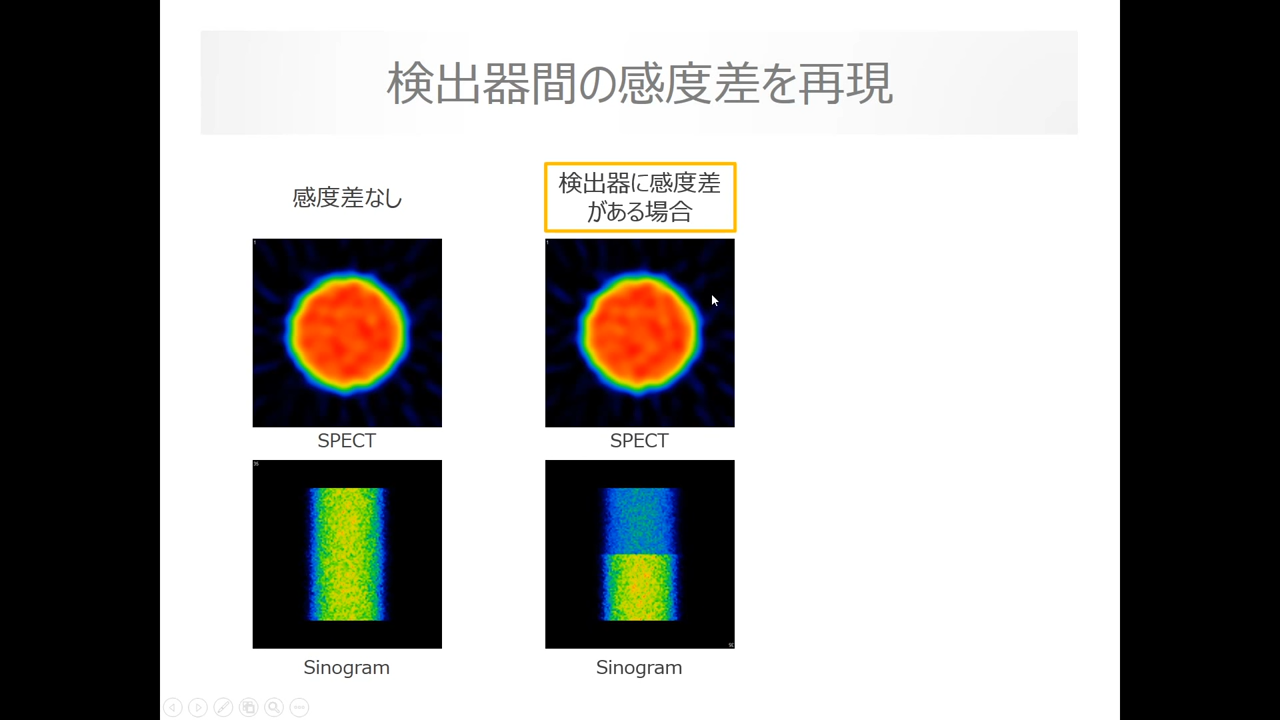 検出器間の感度差を再現
感度差なし
検出器に感度差
がある場合
SPECT
SPECT
Sinogram
Sinogram